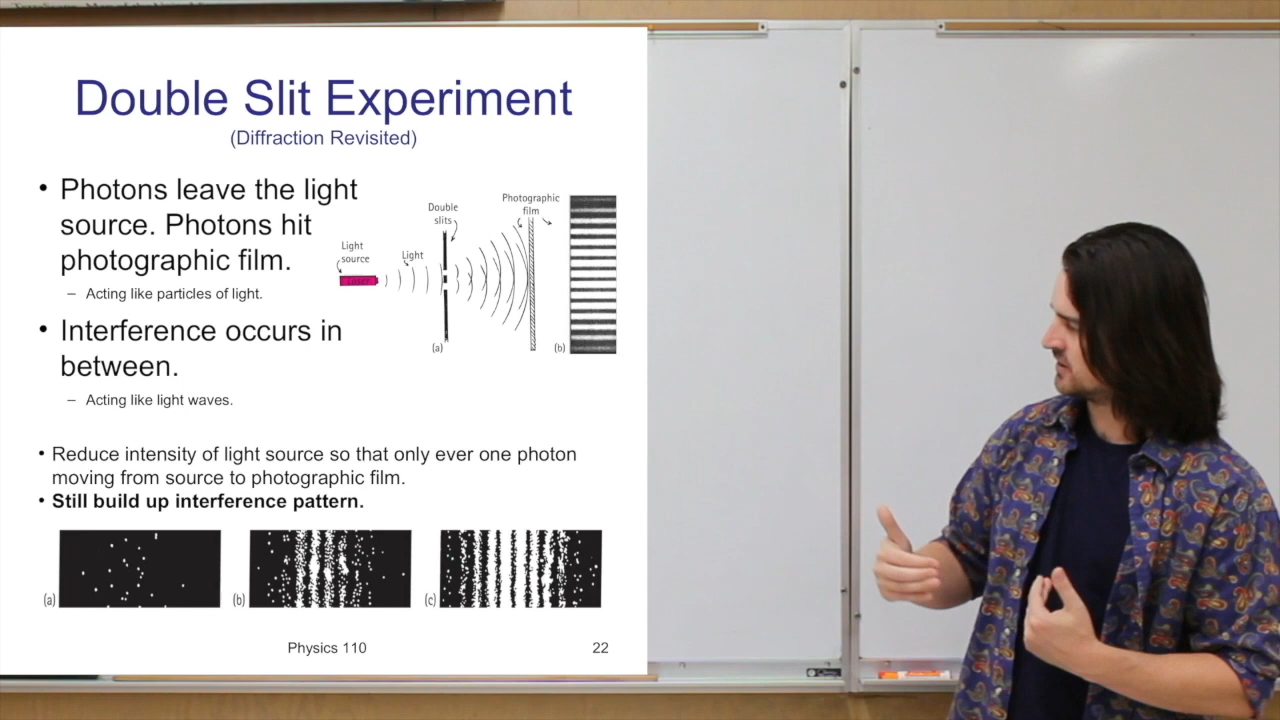 Double Slit Experiment
(Diffraction Revisited)
• Photons leave the light
source. Photons hit
photographic film.
– Acting like particles of light.
• Interference occurs in
between.
– Acting like light waves.
Light
source
Light
Double
slits
Photographic
film
Laser
(a)
(b)
• Reduce intensity of light source so that only ever one photon
moving from source to photographic film.
• Still build up interference pattern.
(a)
(b)
(c)
Physics 110
22